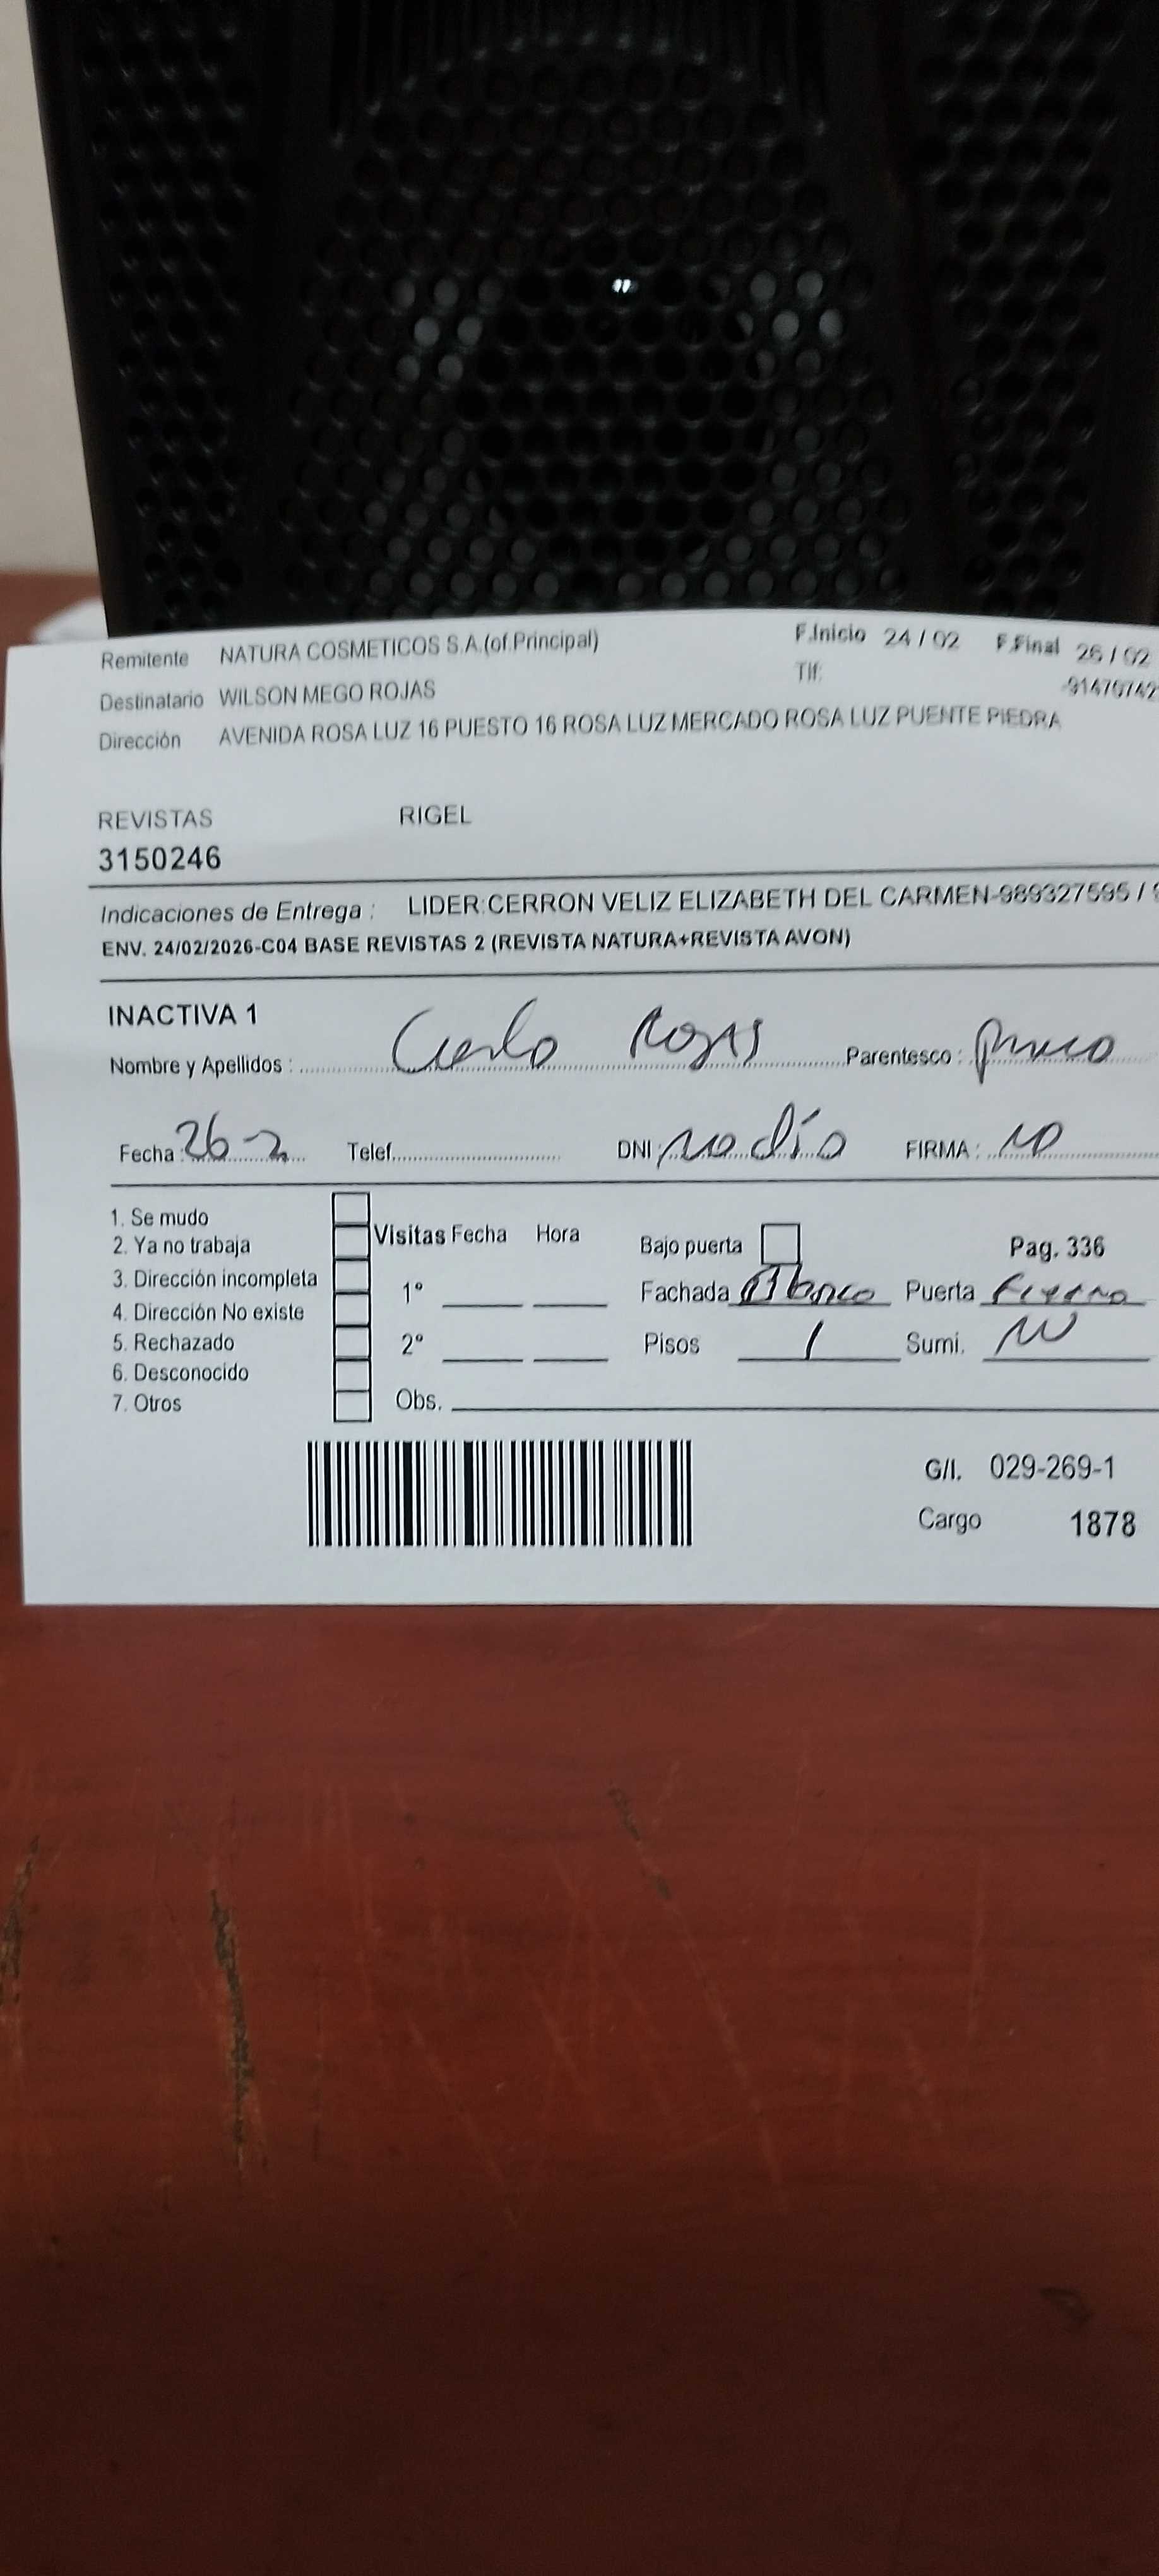 Remitente NATURA COSMETICOS S.A.(of.Principal) F.Inicio 24 / 02 F.Final 26 / 02
Destinatario WILSON MEGO ROJAS Tlf:
Dirección AVENIDA ROSA LUZ 16 PUESTO 16 ROSA LUZ MERCADO ROSA LUZ PUENTE PIEDRA
REVISTAS RIGEL
3150246
Indicaciones de Entrega : LIDER:CERRON VELIZ ELIZABETH DEL CARMEN-989327595 /
ENV. 24/02/2026-C04 BASE REVISTAS 2 (REVISTA NATURA+REVISTA AVON)
INACTIVA 1
Nombre y Apellidos : Rojas Parentesco :
Fecha : 26-2 Telef. DNI : no dio FIRMA : no
1. Se mudo
2. Ya no trabaja Visitas Fecha Hora Bajo puerta Pag. 336
3. Dirección incompleta 1° Fachada Blanco Puerta Fierro
4. Dirección No existe
5. Rechazado 2° Pisos 1 Sumi. no
6. Desconocido
7. Otros Obs.
G/I. 029-269-1
Cargo 1878